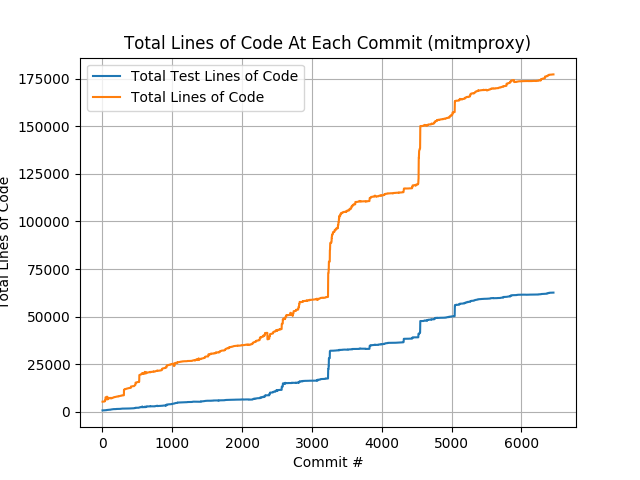 Total Lines of Code At Each Commit (mitmproxy)
Total Test Lines of Code
Total Lines of Code
175000
150000
125000
100000
75000
50000
25000
0
Total Lines of Code
0 1000 2000 3000 4000 5000 6000
Commit #